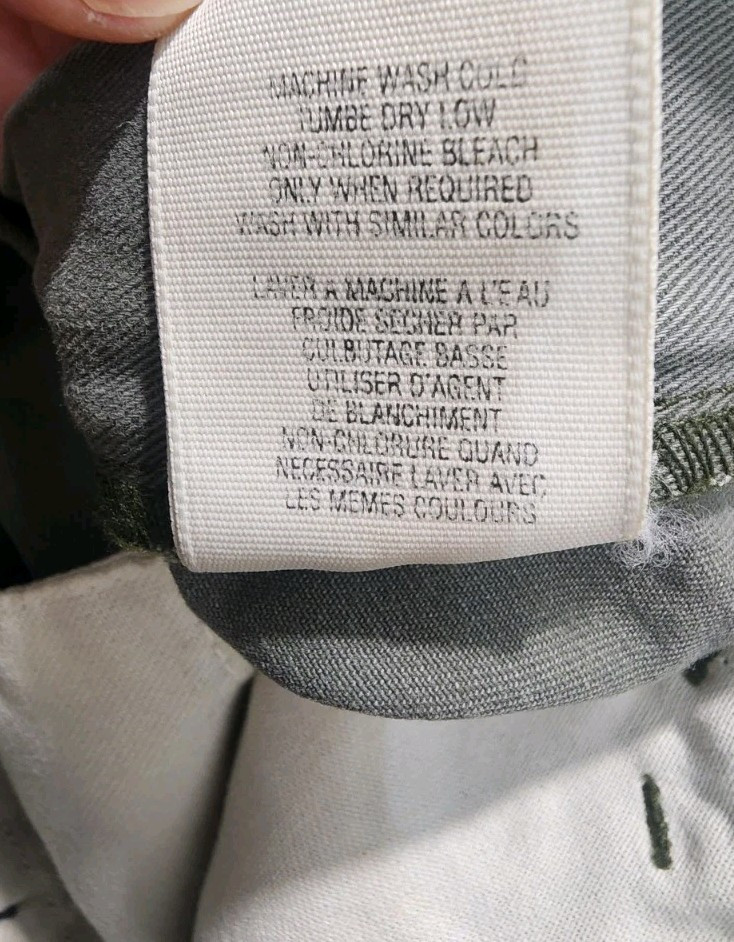 MACHINE WASH COLD
TUMBE DRY LOW
NON-CHLORINE BLEACH
ONLY WHEN REQUIRED
WASH WITH SIMILAR COLORS
LAVER A MACHINE A L'EAU
FROIDE SECHER PAR
CULBUTAGE BASSE
UTILISER D'AGENT
DE BLANCHIMENT
NON-CHLORURE QUAND
NECESSAIRE LAVER AVEC
LES MEMES COULOURS